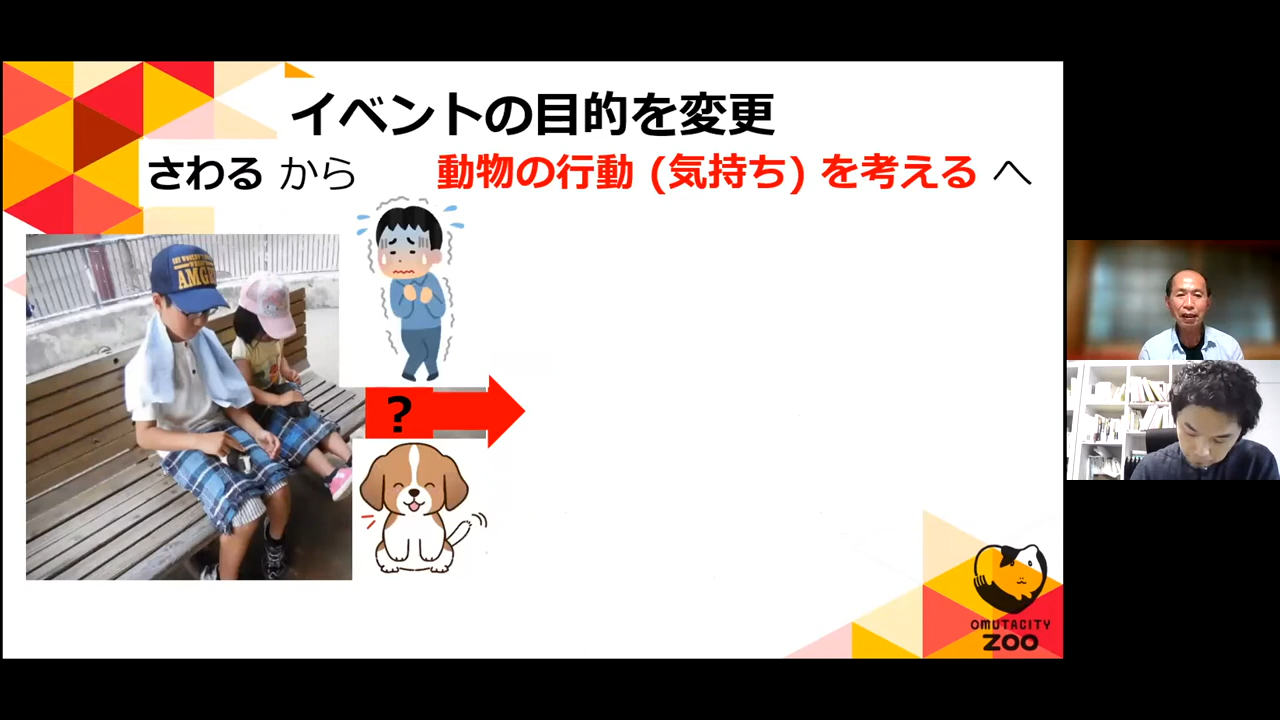 イベントの目的を変更
さわる から 動物の行動 (気持ち) を考える へ
AMG
?
OMUTACITY
ZOO